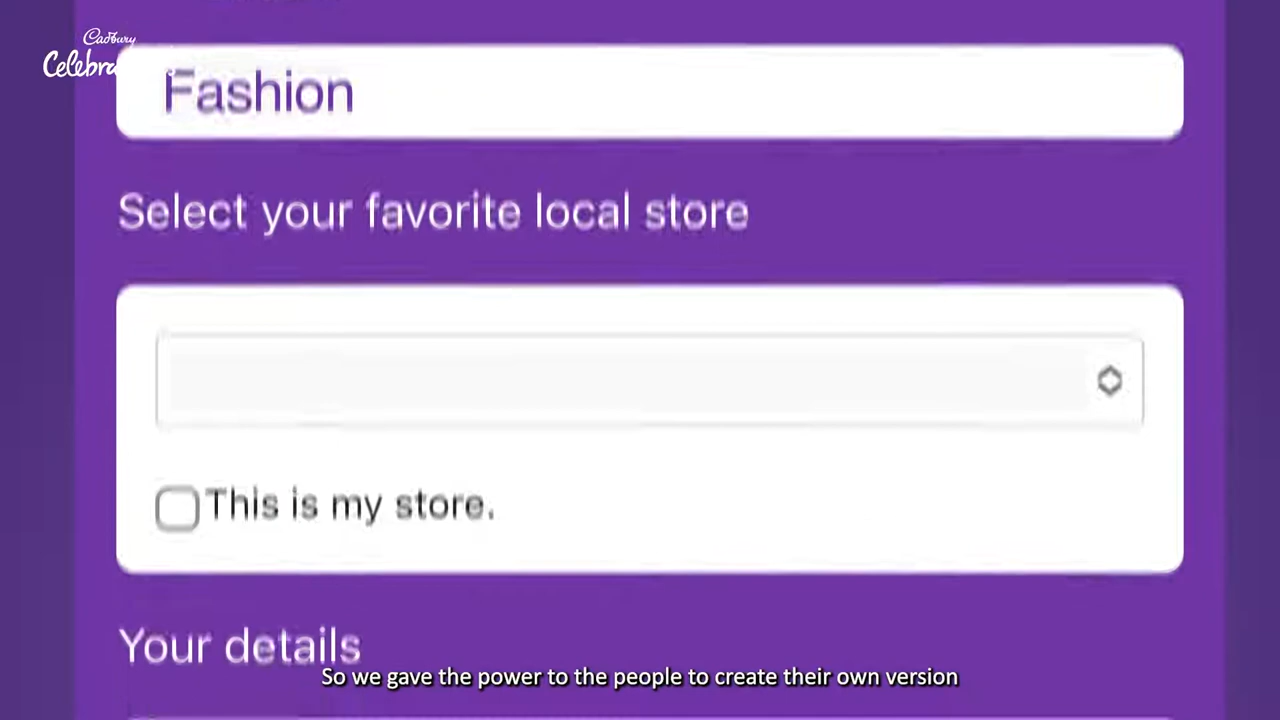 Cadbury
Celebra
Fashion
Select your favorite local store
This is my store.
Your details
So we gave the power to the people to create their own version